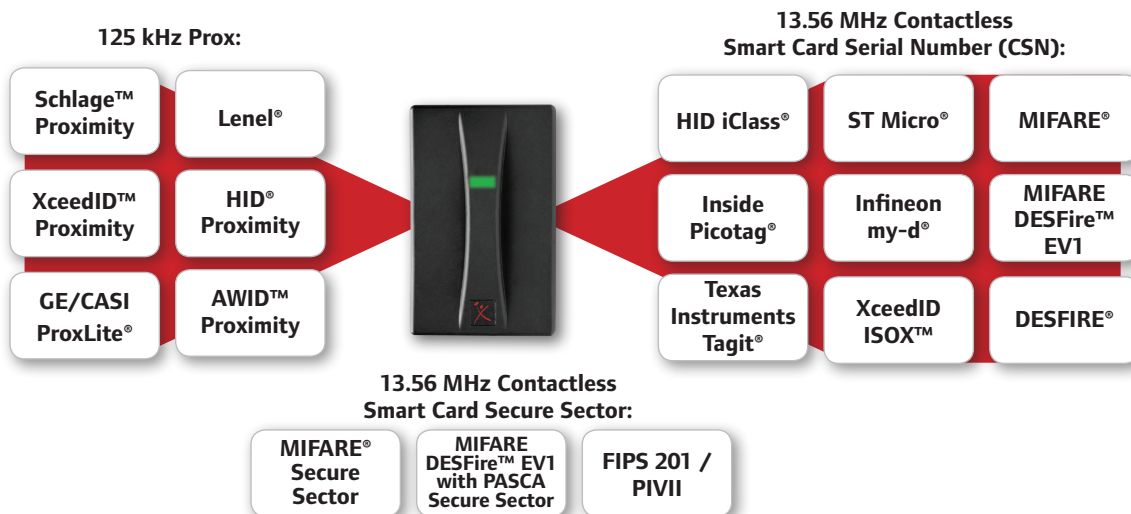 125 kHz Prox:
Schlage™
Proximity
Lenel®
XceedID™
Proximity
HID®
Proximity
GE/CASI
ProxLite®
AWID™
Proximity
13.56 MHz Contactless
Smart Card Serial Number (CSN):
HID iClass®
ST Micro®
MIFARE®
Inside
Picotag®
Infineon
my-d®
MIFARE
DESFire™
EV1
Texas
Instruments
Tagit®
XceedID
ISOX™
DESFIRE®
13.56 MHz Contactless
Smart Card Secure Sector:
MIFARE®
Secure
Sector
MIFARE
DESFire™ EV1
with PASCA
Secure Sector
FIPS 201 /
PIVII